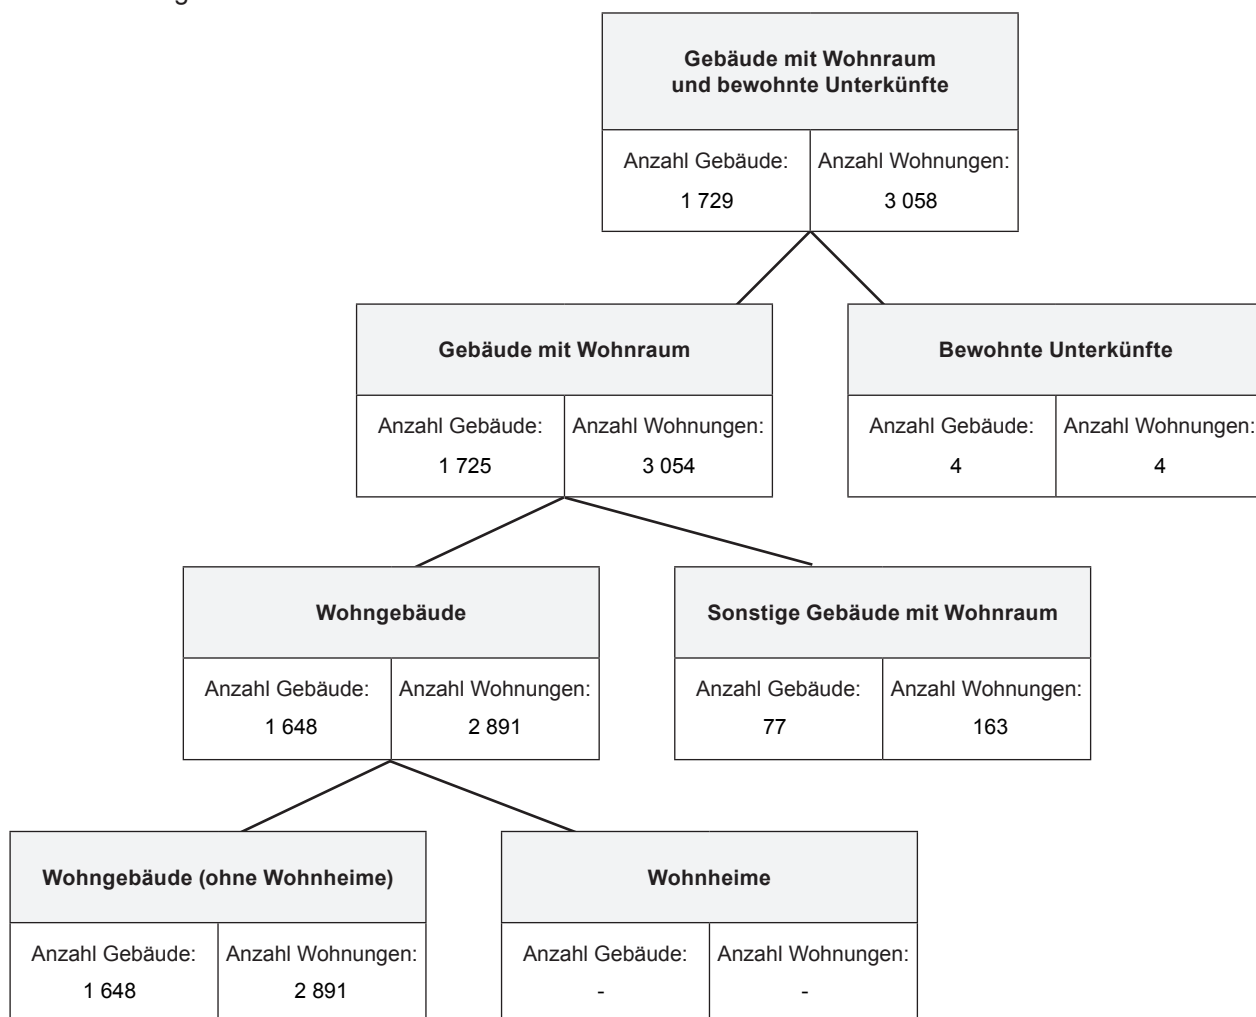 Gebäude mit Wohnraum
und bewohnte Unterkünfte
Anzahl Gebäude: Anzahl Wohnungen:
1 729 3 058
Gebäude mit Wohnraum Bewohnte Unterkünfte
Anzahl Gebäude: Anzahl Wohnungen: Anzahl Gebäude: Anzahl Wohnungen:
1 725 3 054 4 4
Wohngebäude Sonstige Gebäude mit Wohnraum
Anzahl Gebäude: Anzahl Wohnungen: Anzahl Gebäude: Anzahl Wohnungen:
1 648 2 891 77 163
Wohngebäude (ohne Wohnheime) Wohnheime
Anzahl Gebäude: Anzahl Wohnungen: Anzahl Gebäude: Anzahl Wohnungen:
1 648 2 891 - -